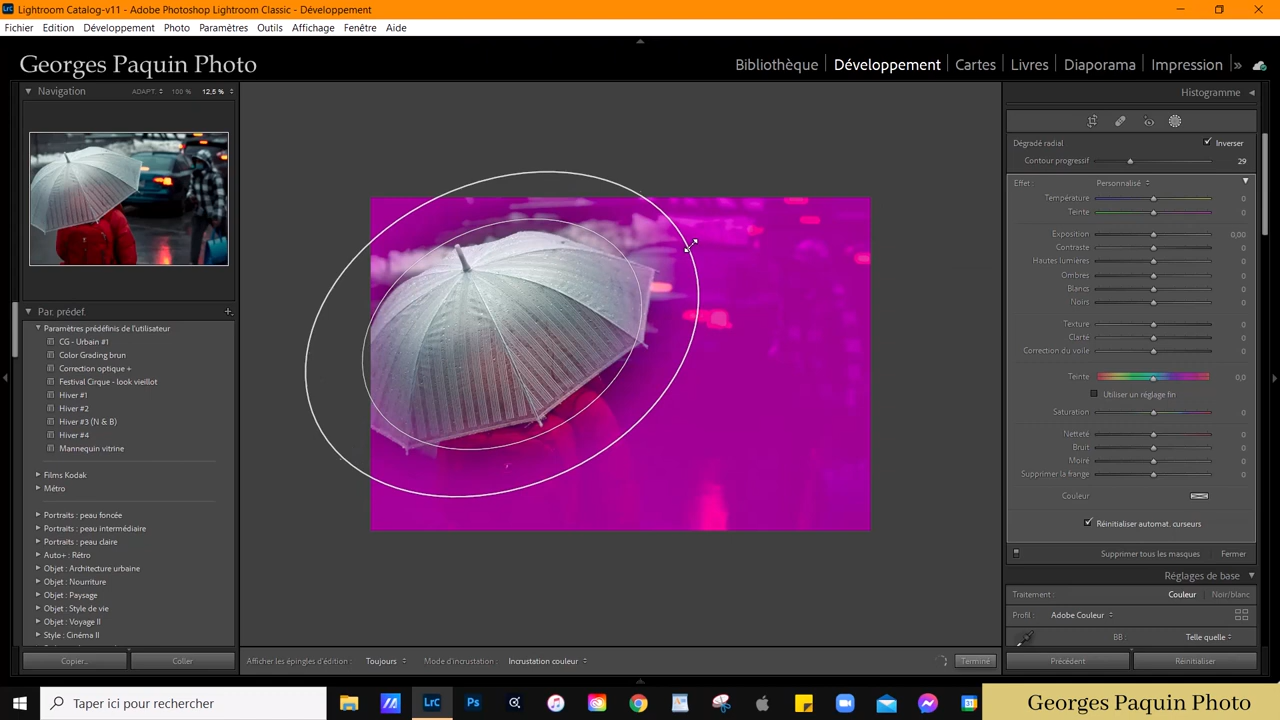 Lightroom Catalog-v11 - Adobe Photoshop Lightroom Classic - Développement
Fichier Edition Développement Photo Paramètres Outils Affichage Fenêtre Aide
Georges Paquin Photo
Bibliothèque Développement Cartes Livres Diaporama Impression »
Navigation ADAPT 100 % 12,5 %
Histogramme
Dégradé radial Inverser
Contour progressif 29
Effet : Personnalisé
Température 0
Teinte 0
Exposition 0,00
Contraste 0
Hautes lumières 0
Ombres 0
Blancs 0
Noirs 0
Texture 0
Clarté 0
Correction du voile 0
Teinte 0,0
Utiliser un réglage fin
Saturation 0
Netteté 0
Bruit 0
Moiré 0
Supprimer la frange 0
Couleur
Réinitialiser automat. curseurs
Supprimer tous les masques Fermer
Réglages de base
Traitement : Couleur Noir/blanc
Profil : Adobe Couleur
BB : Telle quelle
Précédent Réinitialiser
Par. prédef. +
Paramètres prédéfinis de l'utilisateur
CG - Urbain #1
Color Grading brun
Correction optique +
Festival Cirque - look vieillot
Hiver #1
Hiver #2
Hiver #3 (N & B)
Hiver #4
Mannequin vitrine
Films Kodak
Métro
Portraits : peau foncée
Portraits : peau intermédiaire
Portraits : peau claire
Auto+ : Rétro
Objet : Architecture urbaine
Objet : Nourriture
Objet : Paysage
Objet : Style de vie
Objet : Voyage II
Style : Cinéma II
Copier... Coller
Afficher les épingles d'édition : Toujours Mode d'incrustation : Incrustation couleur Terminé
Taper ici pour rechercher
LrC Ps 31
Georges Paquin Photo